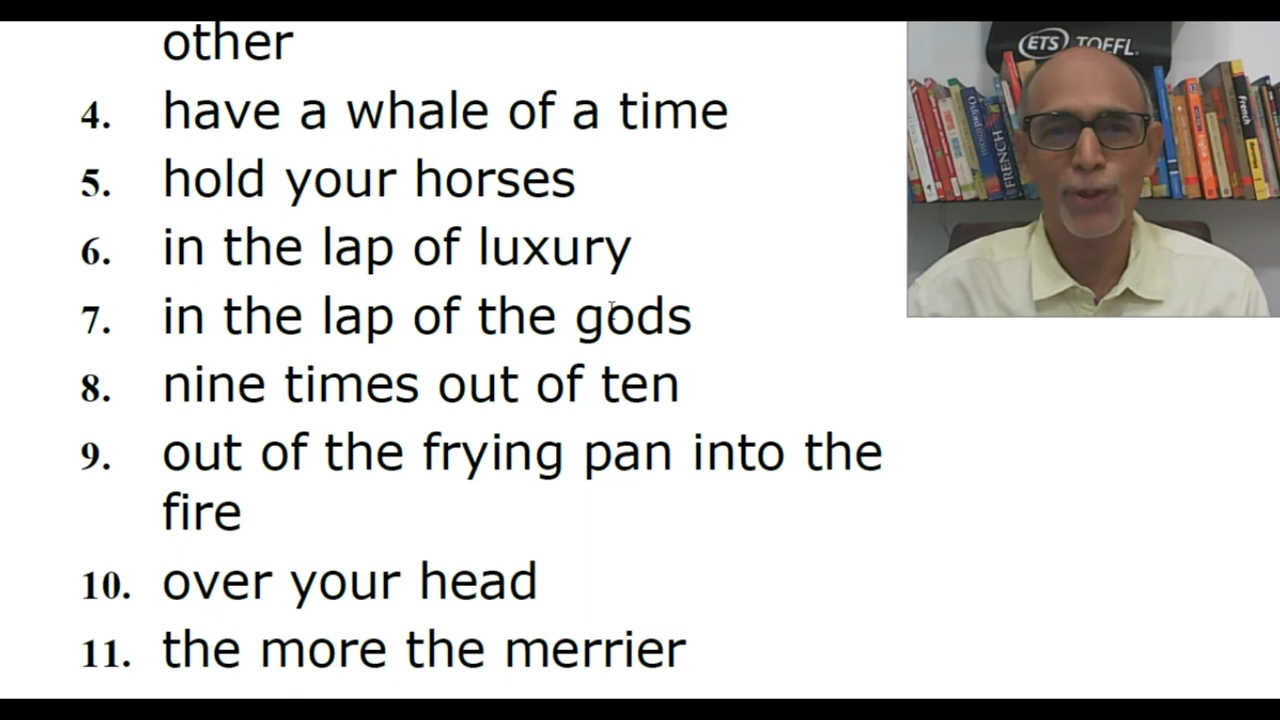 other
4. have a whale of a time
5. hold your horses
6. in the lap of luxury
7. in the lap of the gods
8. nine times out of ten
9. out of the frying pan into the
fire
10. over your head
11. the more the merrier
ETS TOEFL
Oxford
FRENCH
French